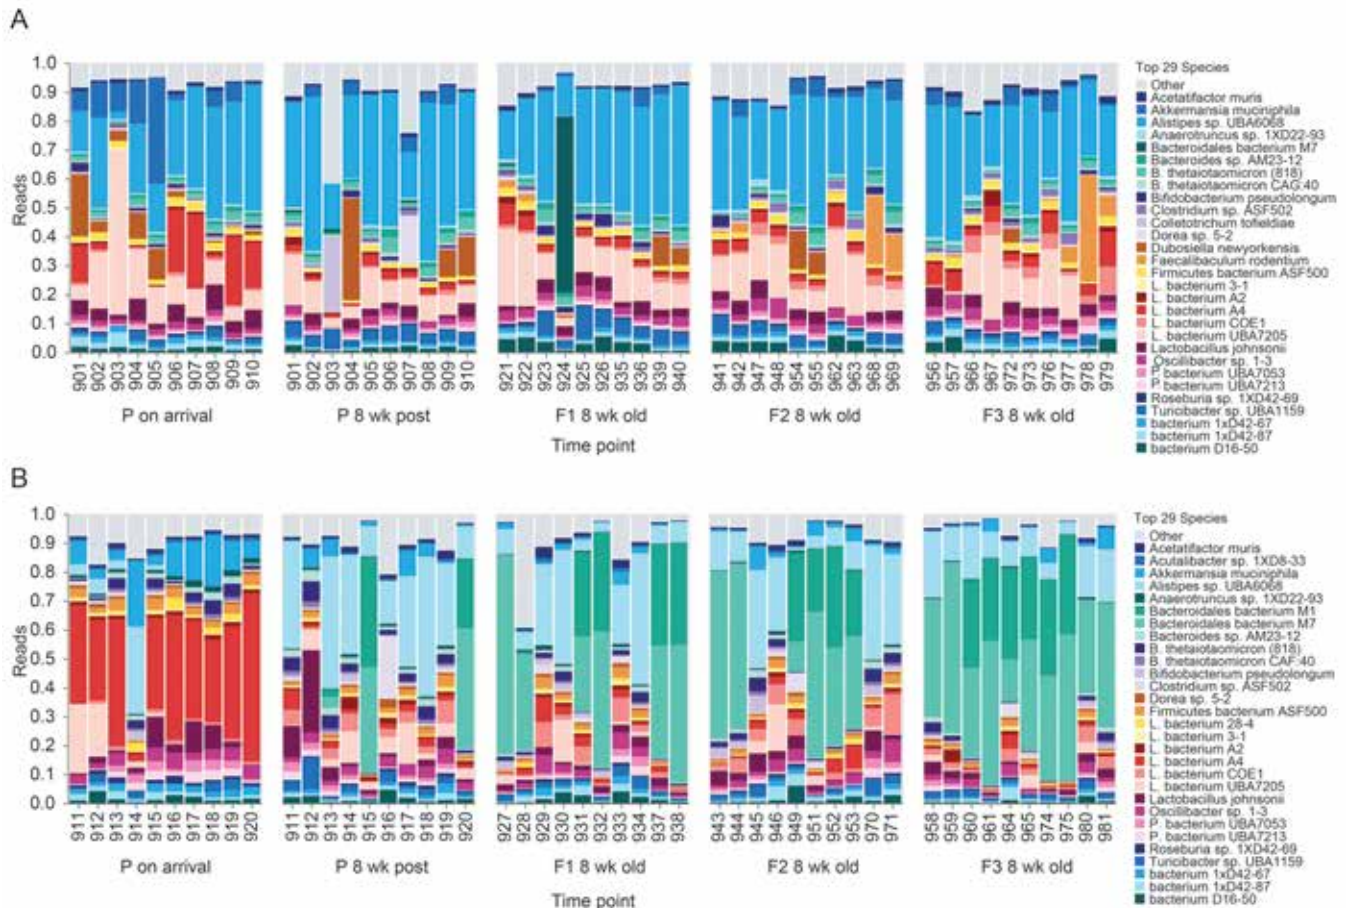 A
1.0
0.9
0.8
0.7
0.6
0.5
0.4
0.3
0.2
0.1
0.0
Reads
901 902 903 904 905 906 907 908 909 910
901 902 903 904 906 907 908 909 910
921 922 923 924 925 926 935 936 939 940
941 942 947 948 954 955 962 963 968 969
956 957 966 967 972 973 976 977 978 979
P on arrival P 8 wk post F1 8 wk old F2 8 wk old F3 8 wk old
Time point
Top 29 Species
Other
Acetatifactor muris
Akkermansia muciniphila
Alistipes sp. UBA6068
Anaerotruncus sp. 1XD22-93
Bacteroidales bacterium M7
Bacteroides sp. AM23-12
B. thetaiotaomicron (818)
B. thetaiotaomicron CAG:40
Bifidobacterium pseudolongum
Clostridium sp. ASF502
Colletotrichum tofieldiae
Dorea sp. 5-2
Dubosiella newyorkensis
Faecalibaculum rodentium
Firmicutes bacterium ASF500
L. bacterium 3-1
L. bacterium A2
L. bacterium A4
L. bacterium COE1
L. bacterium UBA7205
Lactobacillus johnsonii
Oscillibacter sp. 1-3
P. bacterium UBA7053
P. bacterium UBA7213
Roseburia sp. 1XD42-69
Turicibacter sp. UBA1159
bacterium 1xD42-67
bacterium 1xD42-87
bacterium D16-50
B
1.0
0.9
0.8
0.7
0.6
0.5
0.4
0.3
0.2
0.1
0.0
Reads
911 912 913 914 915 916 917 918 919 920
911 912 913 914 915 916 917 918 919 920
927 928 929 930 931 932 933 934 937 938
943 944 945 946 949 951 952 953 970 971
958 959 960 961 964 965 974 975 980 981
P on arrival P 8 wk post F1 8 wk old F2 8 wk old F3 8 wk old
Time point
Top 29 Species
Other
Acetatifactor muris
Acutalibacter sp. 1XD8-33
Akkermansia muciniphila
Alistipes sp. UBA6068
Anaerotruncus sp. 1XD22-93
Bacteroidales bacterium M1
Bacteroidales bacterium M7
Bacteroides sp. AM23-12
B. thetaiotaomicron (818)
B. thetaiotaomicron CAF:40
Bifidobacterium pseudolongum
Clostridium sp. ASF502
Dorea sp. 5-2
Firmicutes bacterium ASF500
L. bacterium 28-4
L. bacterium 3-1
L. bacterium A2
L. bacterium A4
L. bacterium COE1
L. bacterium UBA7205
Lactobacillus johnsonii
Oscillibacter sp. 1-3
P. bacterium UBA7053
P. bacterium UBA7213
Roseburia sp. 1XD42-69
Turicibacter sp. UBA1159
bacterium 1xD42-67
bacterium 1xD42-87
bacterium D16-50